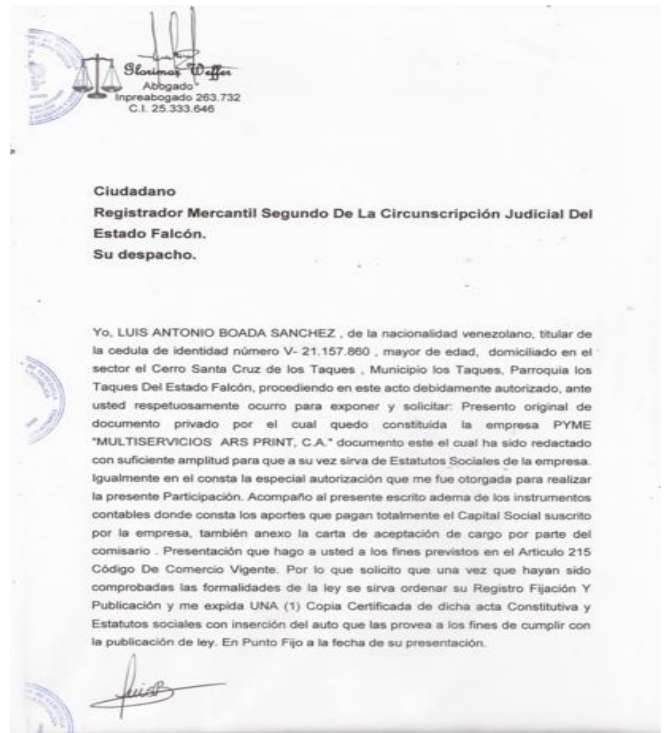 Glorimar Weffer
Abogado
Inpreabogado 263.732
C.I. 25.333.646
Ciudadano
Registrador Mercantil Segundo De La Circunscripción Judicial Del
Estado Falcón.
Su despacho.
Yo, LUIS ANTONIO BOADA SANCHEZ , de la nacionalidad venezolano, titular de
la cedula de identidad número V- 21.157.860 , mayor de edad, domiciliado en el
sector el Cerro Santa Cruz de los Taques , Municipio los Taques, Parroquia los
Taques Del Estado Falcón, procediendo en este acto debidamente autorizado, ante
usted respetuosamente ocurro para exponer y solicitar: Presento original de
documento privado por el cual quedo constituida la empresa PYME
"MULTISERVICIOS ARS PRINT, C.A." documento este el cual ha sido redactado
con suficiente amplitud para que a su vez sirva de Estatutos Sociales de la empresa.
Igualmente en el consta la especial autorización que me fue otorgada para realizar
la presente Participación. Acompaño al presente escrito adema de los instrumentos
contables donde consta los aportes que pagan totalmente el Capital Social suscrito
por la empresa, también anexo la carta de aceptación de cargo por parte del
comisario . Presentación que hago a usted a los fines previstos en el Articulo 215
Código De Comercio Vigente. Por lo que solicito que una vez que hayan sido
comprobadas las formalidades de la ley se sirva ordenar su Registro Fijación Y
Publicación y me expida UNA (1) Copia Certificada de dicha acta Constitutiva y
Estatutos sociales con inserción del auto que las provea a los fines de cumplir con
la publicación de ley. En Punto Fijo a la fecha de su presentación.